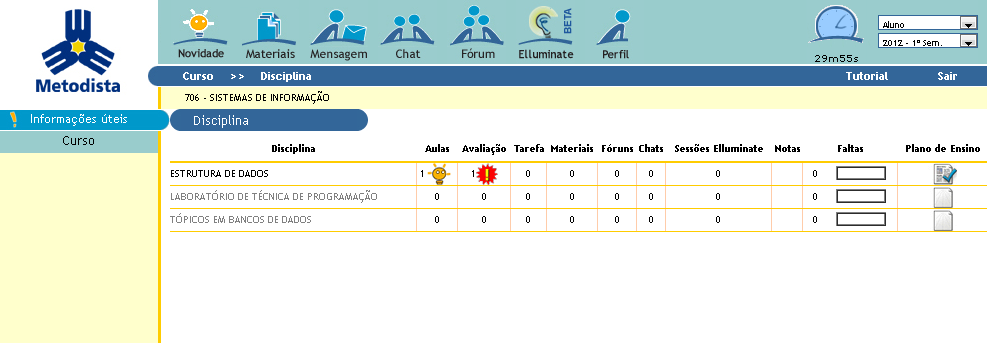 Metodista
Novidade
Materiais
Mensagem
Chat
Fórum
Elluminate
BETA
Perfil
29m55s
Aluno
2012 - 1º Sem.
Curso >> Disciplina
Tutorial
Sair
706 - SISTEMAS DE INFORMAÇÃO
Informações úteis
Curso
Disciplina
Disciplina Aulas Avaliação Tarefa Materiais Fóruns Chats Sessões Elluminate Notas Faltas Plano de Ensino
ESTRUTURA DE DADOS 1 1 0 0 0 0 0 0
LABORATÓRIO DE TÉCNICA DE PROGRAMAÇÃO 0 0 0 0 0 0 0 0
TÓPICOS EM BANCOS DE DADOS 0 0 0 0 0 0 0 0